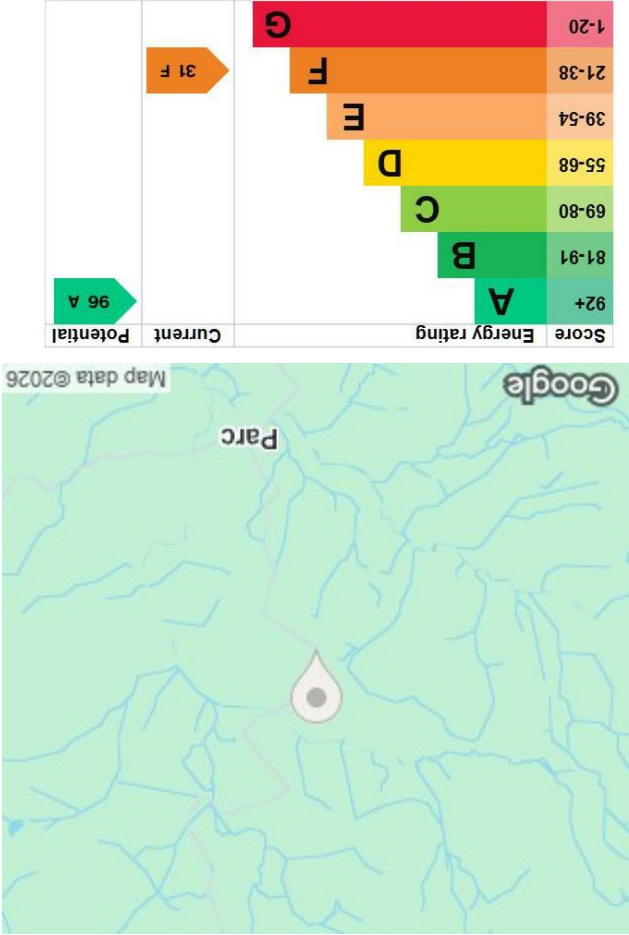 Parc
Google
Map data ©2026
Score Energy rating Current Potential
92+ A 96 A
81-91 B
69-80 C
55-68 D
39-54 E
21-38 F 31 F
1-20 G